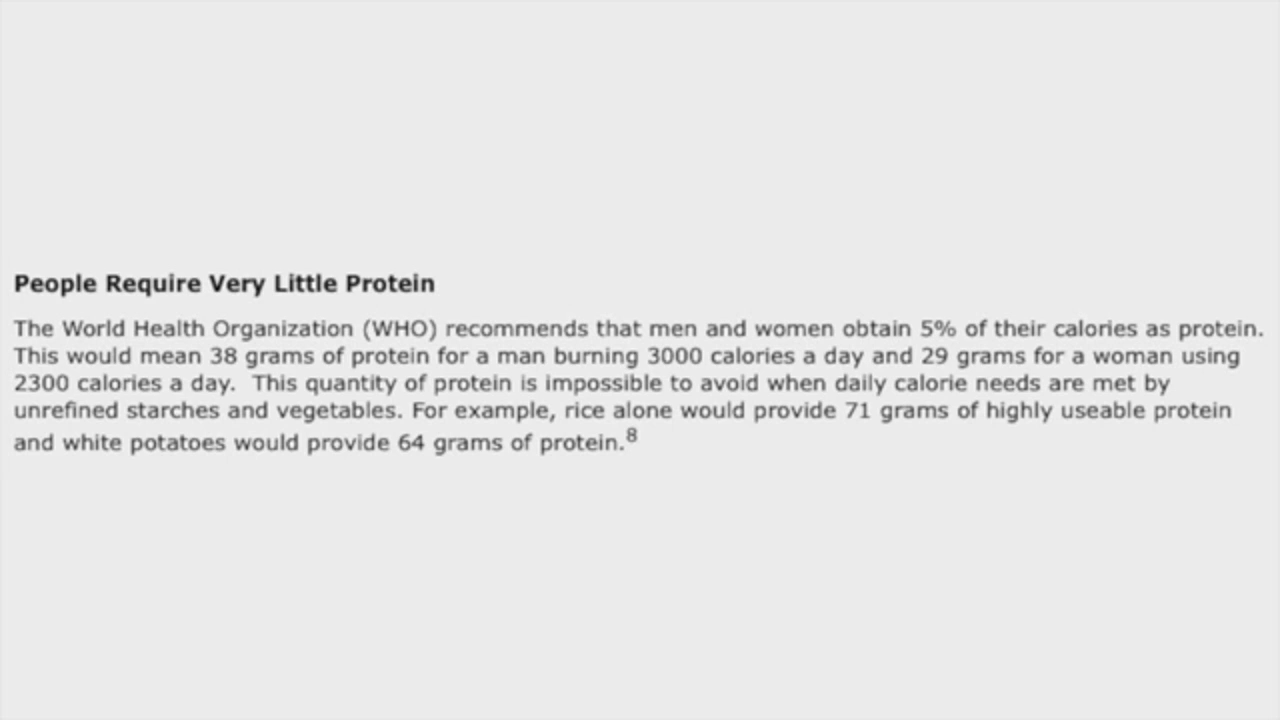 People Require Very Little Protein
The World Health Organization (WHO) recommends that men and women obtain 5% of their calories as protein.
This would mean 38 grams of protein for a man burning 3000 calories a day and 29 grams for a woman using
2300 calories a day.  This quantity of protein is impossible to avoid when daily calorie needs are met by
unrefined starches and vegetables. For example, rice alone would provide 71 grams of highly useable protein
and white potatoes would provide 64 grams of protein.8